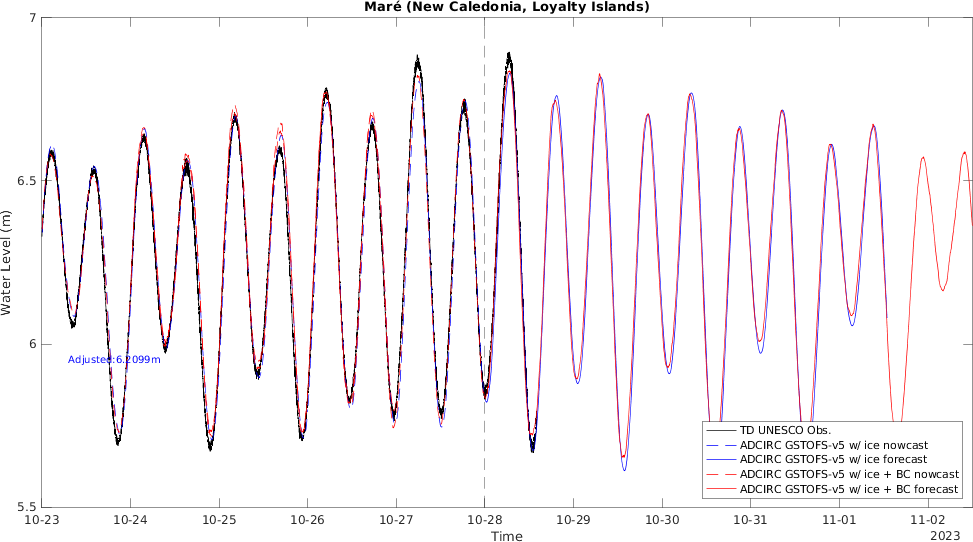 Maré (New Caledonia, Loyalty Islands)
7
6.5
6
5.5
Water Level (m)
Adjusted:6.2099m
TD UNESCO Obs.
ADCIRC GSTOFS-v5 w/ ice nowcast
ADCIRC GSTOFS-v5 w/ ice forecast
ADCIRC GSTOFS-v5 w/ ice + BC nowcast
ADCIRC GSTOFS-v5 w/ ice + BC forecast
10-23 10-24 10-25 10-26 10-27 10-28 10-29 10-30 10-31 11-01 11-02
Time
2023